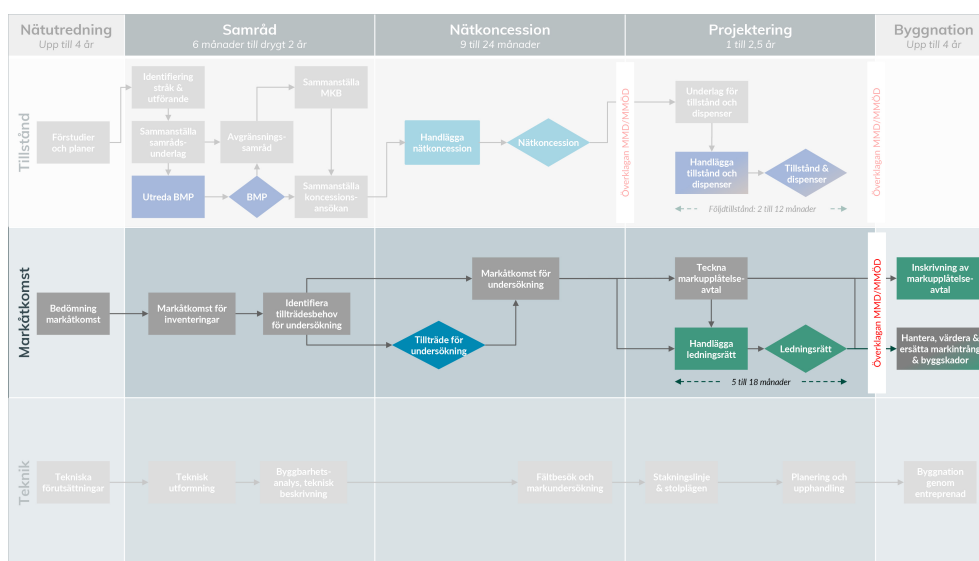 Nätutredning
Upp till 4 år
Samråd
6 månader till drygt 2 år
Nätkoncession
9 till 24 månader
Projektering
1 till 2,5 år
Byggnation
Upp till 4 år
Tillstånd
Förstudier
och planer
Identifiering
stråk &
utförande
Sammanställa
samråds-
underlag
Utreda BMP
Avgränsnings-
samråd
BMP
Sammanställa
MKB
Sammanställa
koncessions-
ansökan
Handlägga
nätkoncession
Nätkoncession
Överklagan MMD/MMÖD
Underlag för
tillstånd och
dispenser
Handlägga
tillstånd och
dispenser
Tillstånd &
dispenser
Följdtillstånd: 2 till 12 månader
Överklagan MMD/MMÖD
Markåtkomst
Bedömning
markåtkomst
Markåtkomst för
inventeringar
Identifiera
tillträdesbehov
för undersökning
Tillträde för
undersökning
Markåtkomst för
undersökning
Teckna
markupplåtelse-
avtal
Handlägga
ledningsrätt
Ledningsrätt
5 till 18 månader
Överklagan MMD/MMÖD
Inskrivning av
markupplåtelse-
avtal
Hantera, värdera &
ersätta markintrång
& byggskador
Teknik
Tekniska
förutsättningar
Teknisk
utformning
Byggbarhets-
analys, teknisk
beskrivning
Fältbesök och
markundersökning
Stakningslinje
& stolplägen
Planering och
upphandling
Byggnation
genom
entreprenad